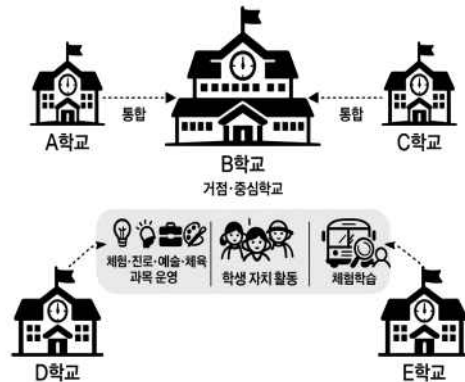 통합
통합
A학교
B학교
C학교
거점·중심학교
체험·진로·예술·체육
과목 운영
학생 자치 활동
체험학습
D학교
E학교